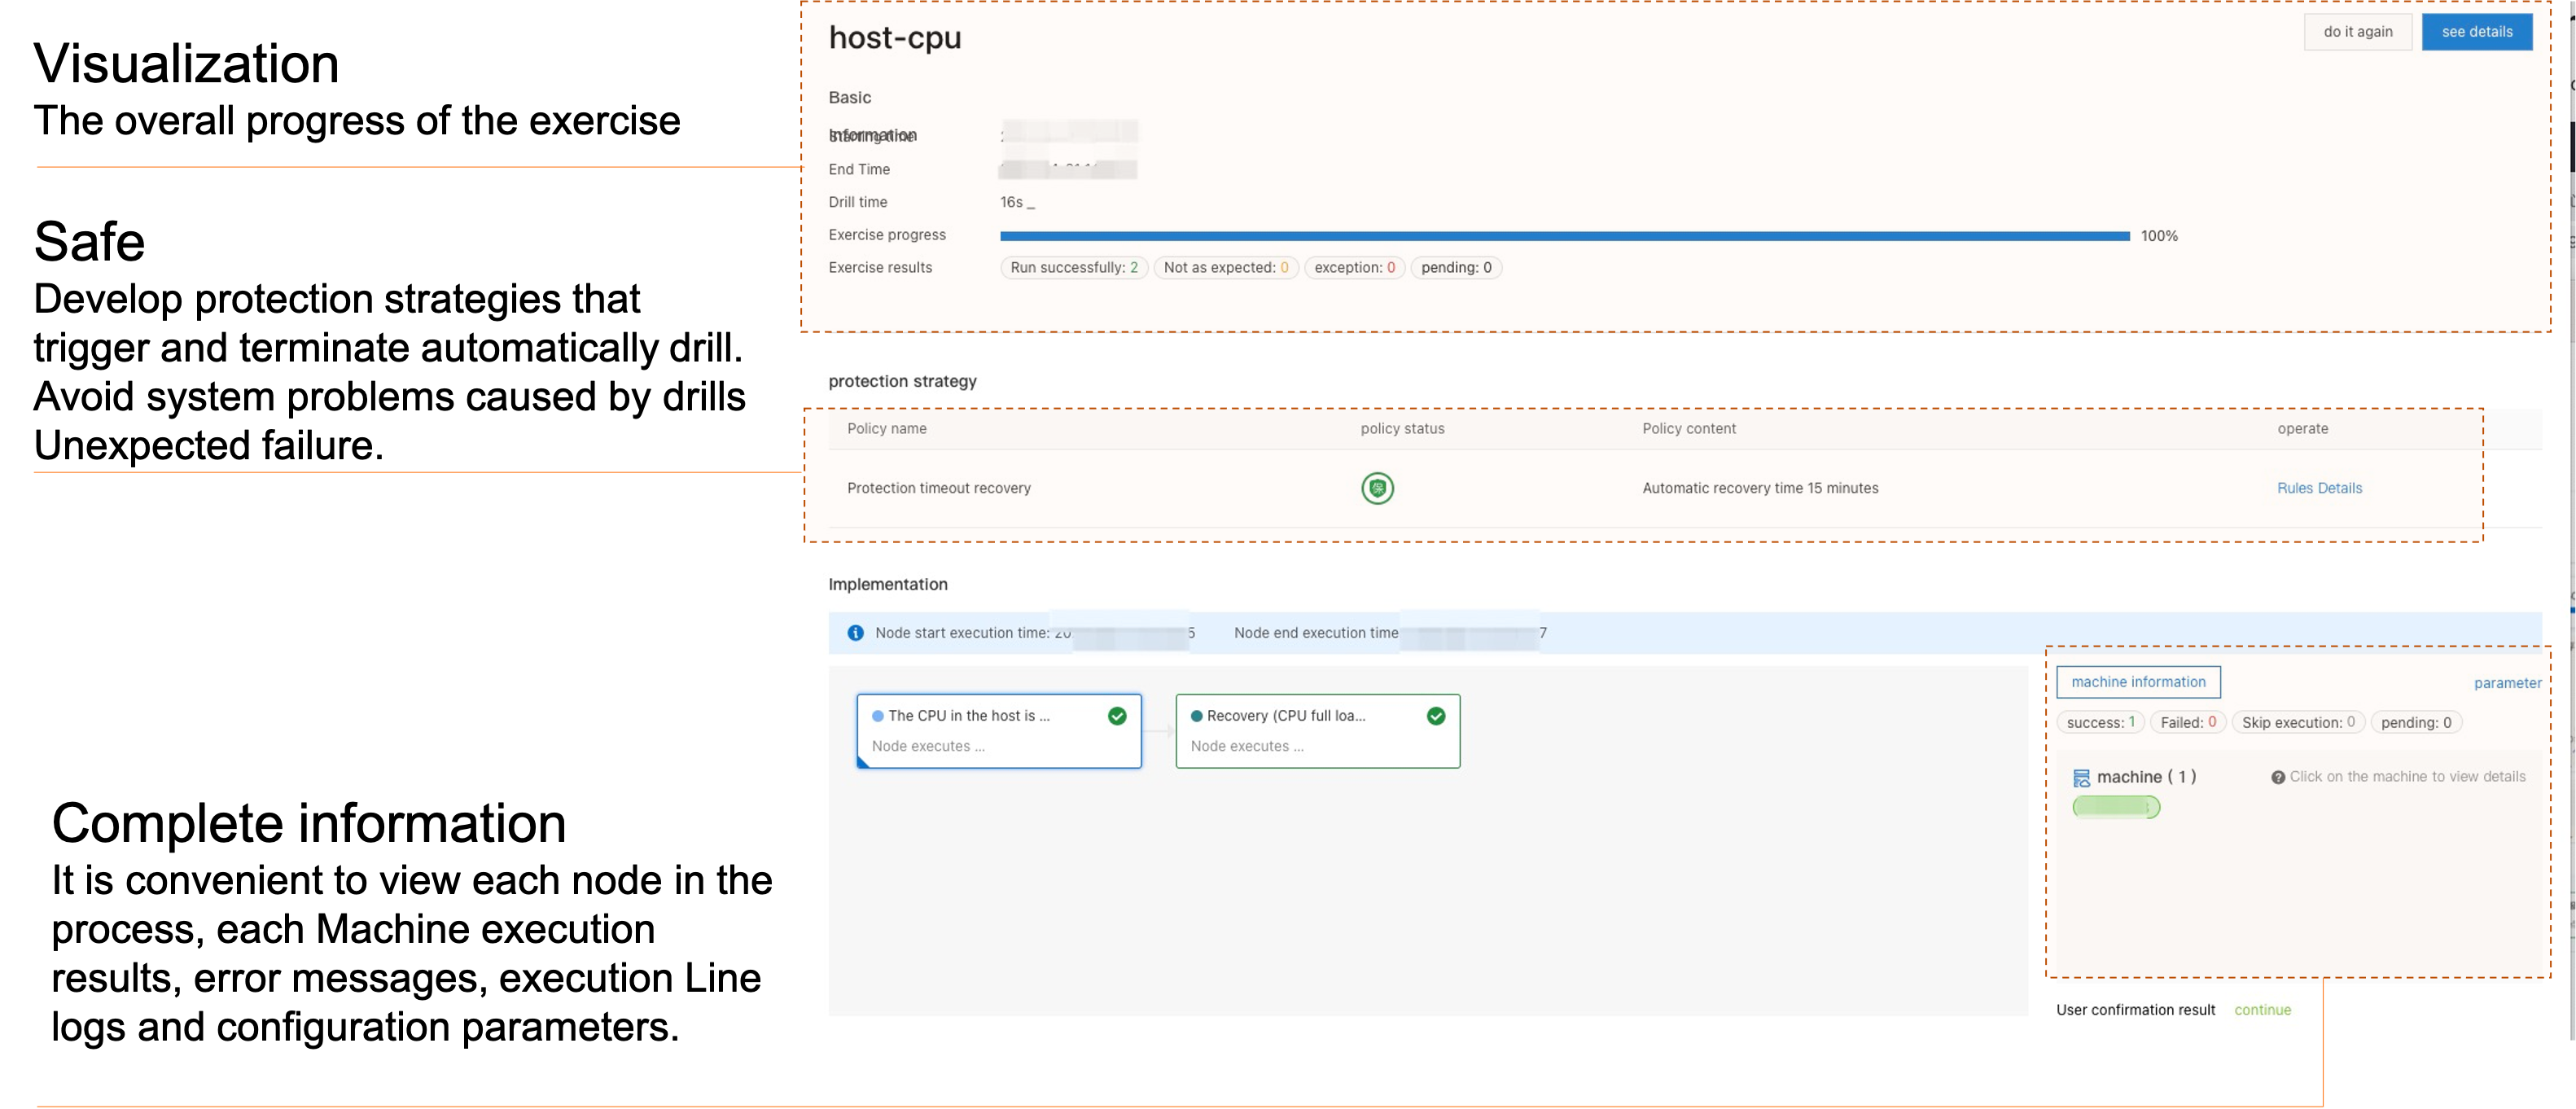 Visualization
The overall progress of the exercise
Safe
Develop protection strategies that
trigger and terminate automatically drill.
Avoid system problems caused by drills
Unexpected failure.
Complete information
It is convenient to view each node in the
process, each Machine execution
results, error messages, execution Line
logs and configuration parameters.
host-cpu
do it again
see details
Basic
Information
Starting time
End Time
Drill time 16s _
Exercise progress 100%
Exercise results Run successfully: 2 Not as expected: 0 exception: 0 pending: 0
protection strategy
Policy name policy status Policy content operate
Protection timeout recovery 保 Automatic recovery time 15 minutes Rules Details
Implementation
Node start execution time: 20 5 Node end execution time 7
The CPU in the host is ...
Node executes ...
Recovery (CPU full loa...
Node executes ...
machine information parameter
success: 1 Failed: 0 Skip execution: 0 pending: 0
machine ( 1 ) Click on the machine to view details
User confirmation result continue